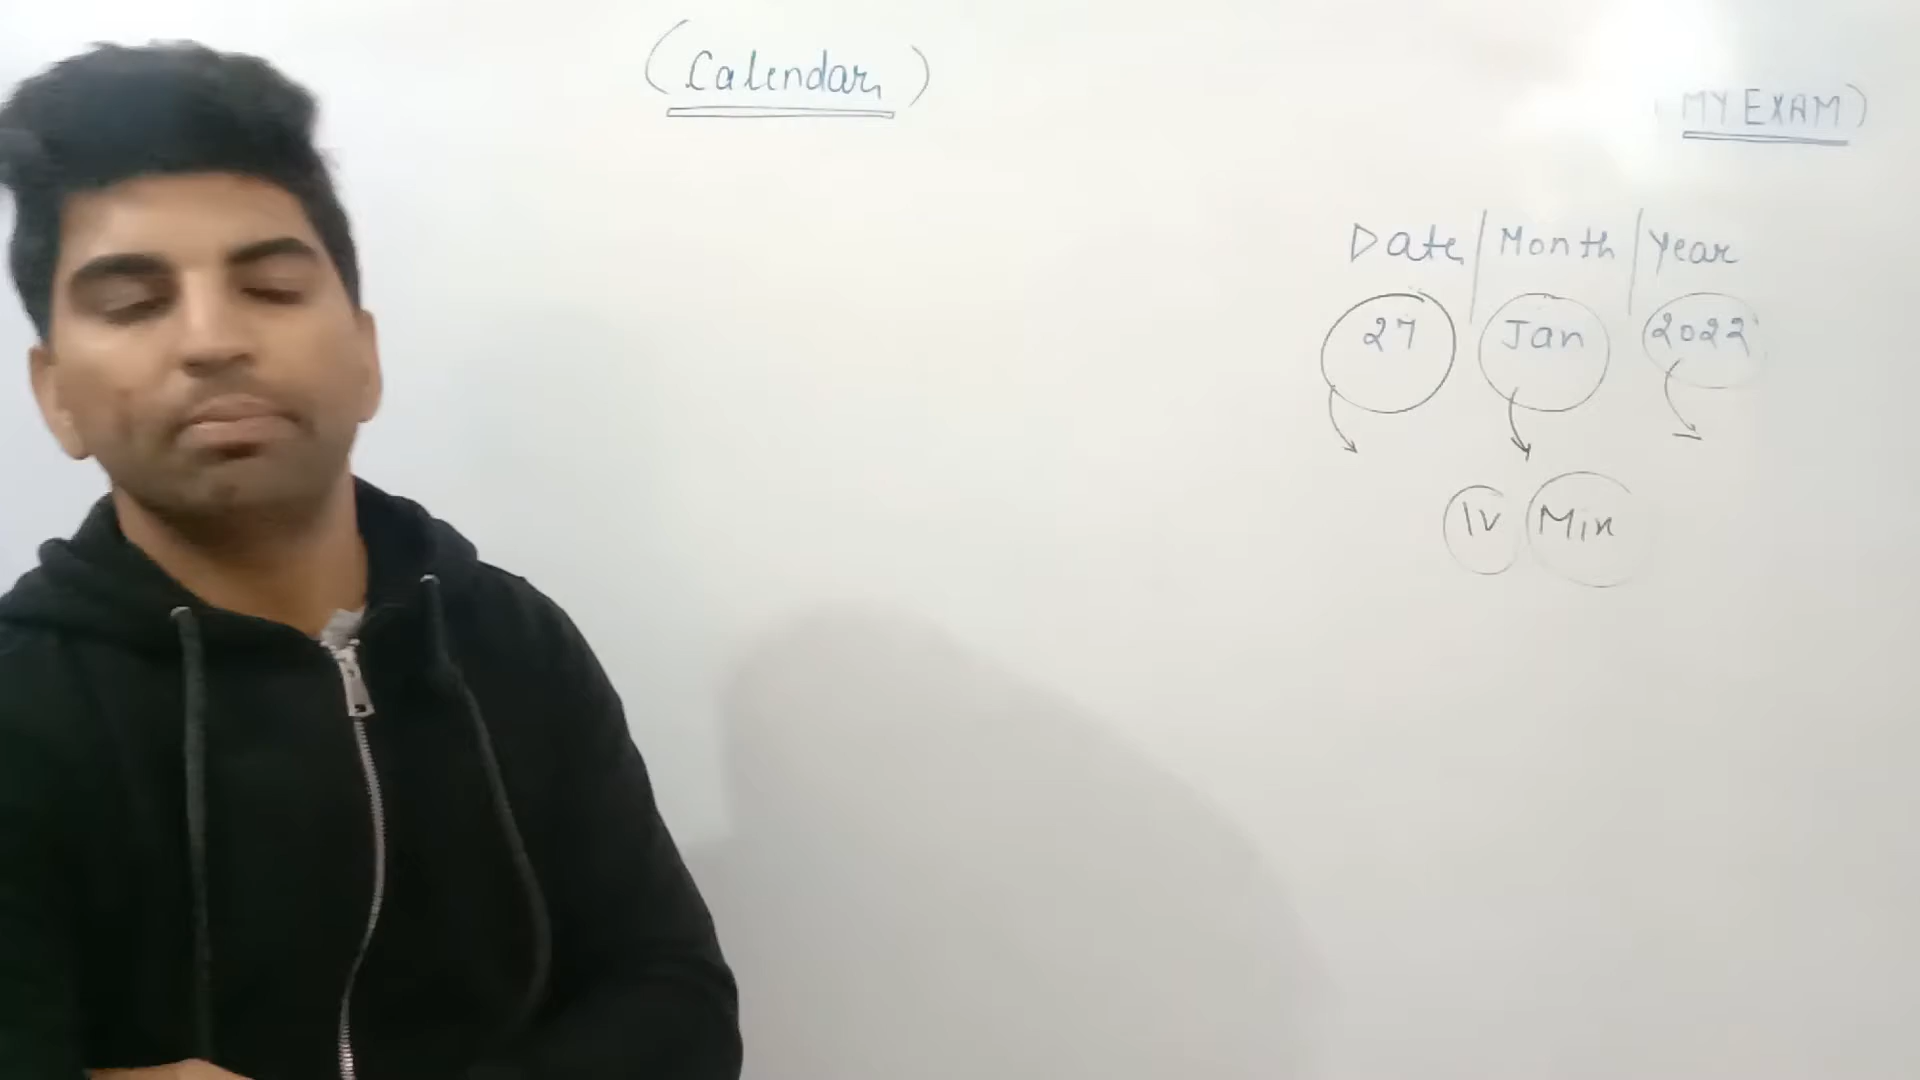 (Calendar)
(MY EXAM)
Date/Month/Year
27 Jan 2022
IV Min